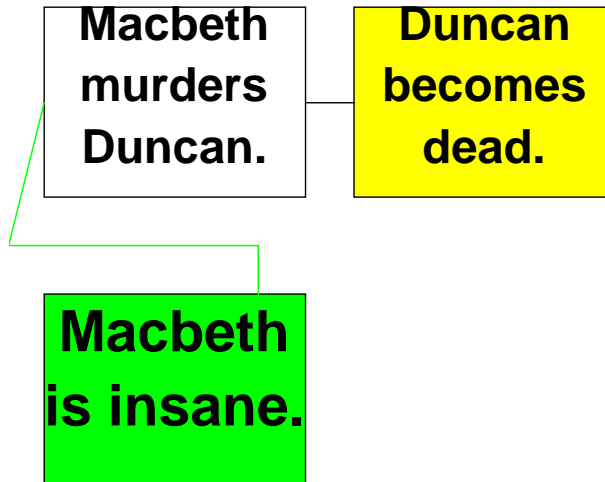 Macbeth
murders
Duncan.
Duncan
becomes
dead.
Macbeth
is insane.